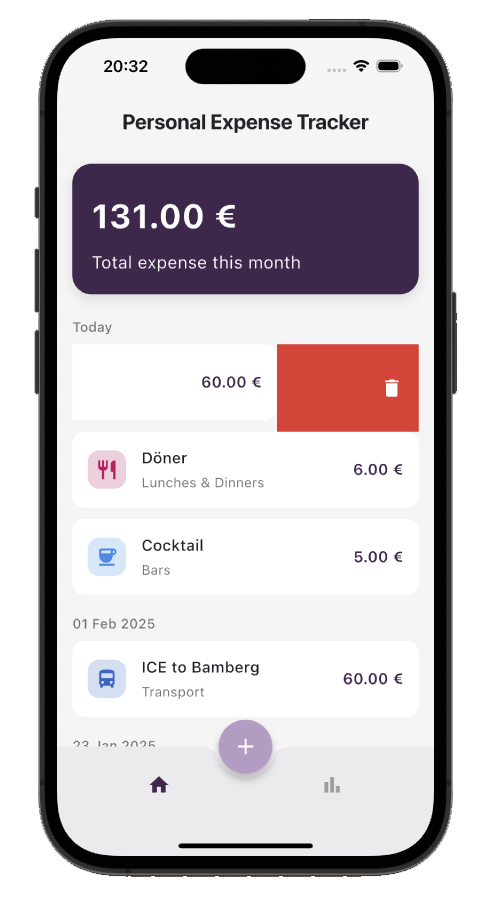 20:32
Personal Expense Tracker
131.00 €
Total expense this month
Today
60.00 €
Döner
Lunches & Dinners
6.00 €
Cocktail
Bars
5.00 €
01 Feb 2025
ICE to Bamberg
Transport
60.00 €
23 Jan 2025